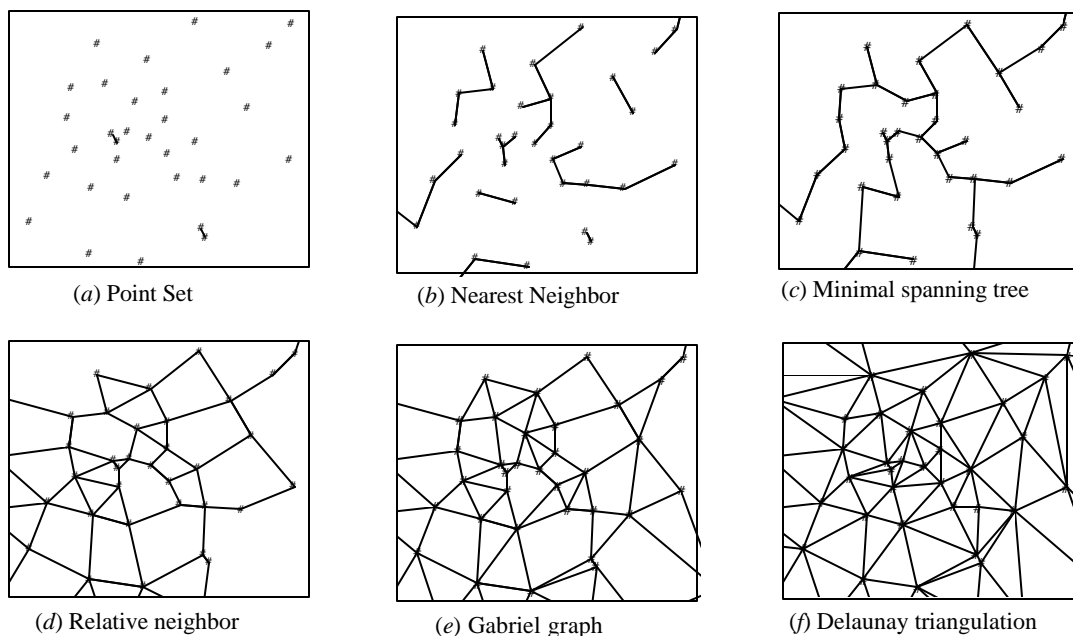 (a) Point Set
(b) Nearest Neighbor
(c) Minimal spanning tree
(d) Relative neighbor
(e) Gabriel graph
(f) Delaunay triangulation